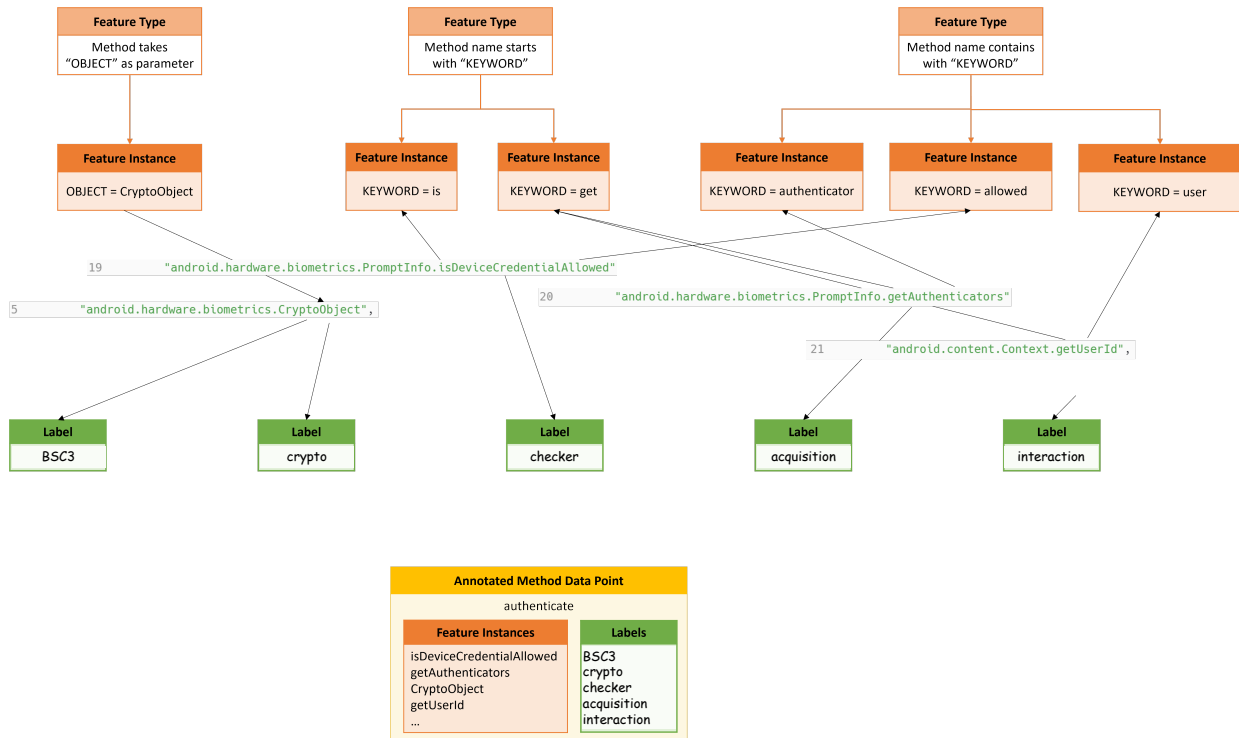 Feature Type
Method takes
“OBJECT” as parameter
Feature Type
Method name starts
with “KEYWORD”
Feature Type
Method name contains
with “KEYWORD”
Feature Instance
OBJECT = CryptoObject
Feature Instance
KEYWORD = is
Feature Instance
KEYWORD = get
Feature Instance
KEYWORD = authenticator
Feature Instance
KEYWORD = allowed
Feature Instance
KEYWORD = user
19 "android.hardware.biometrics.PromptInfo.isDeviceCredentialAllowed"
20 "android.hardware.biometrics.PromptInfo.getAuthenticators"
5 "android.hardware.biometrics.CryptoObject",
21 "android.content.Context.getUserId",
Label
BSC3
Label
crypto
Label
checker
Label
acquisition
Label
interaction
Annotated Method Data Point
authenticate
Feature Instances
isDeviceCredentialAllowed
getAuthenticators
CryptoObject
getUserId
…
Labels
BSC3
crypto
checker
acquisition
interaction